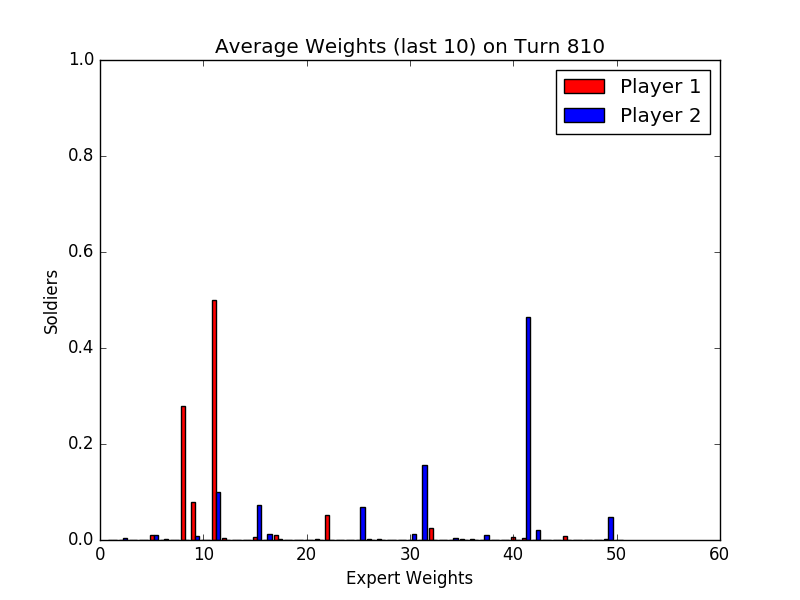 Average Weights (last 10) on Turn 810
1.0
0.8
0.6
0.4
0.2
0.0
Soldiers
Player 1
Player 2
0 10 20 30 40 50 60
Expert Weights